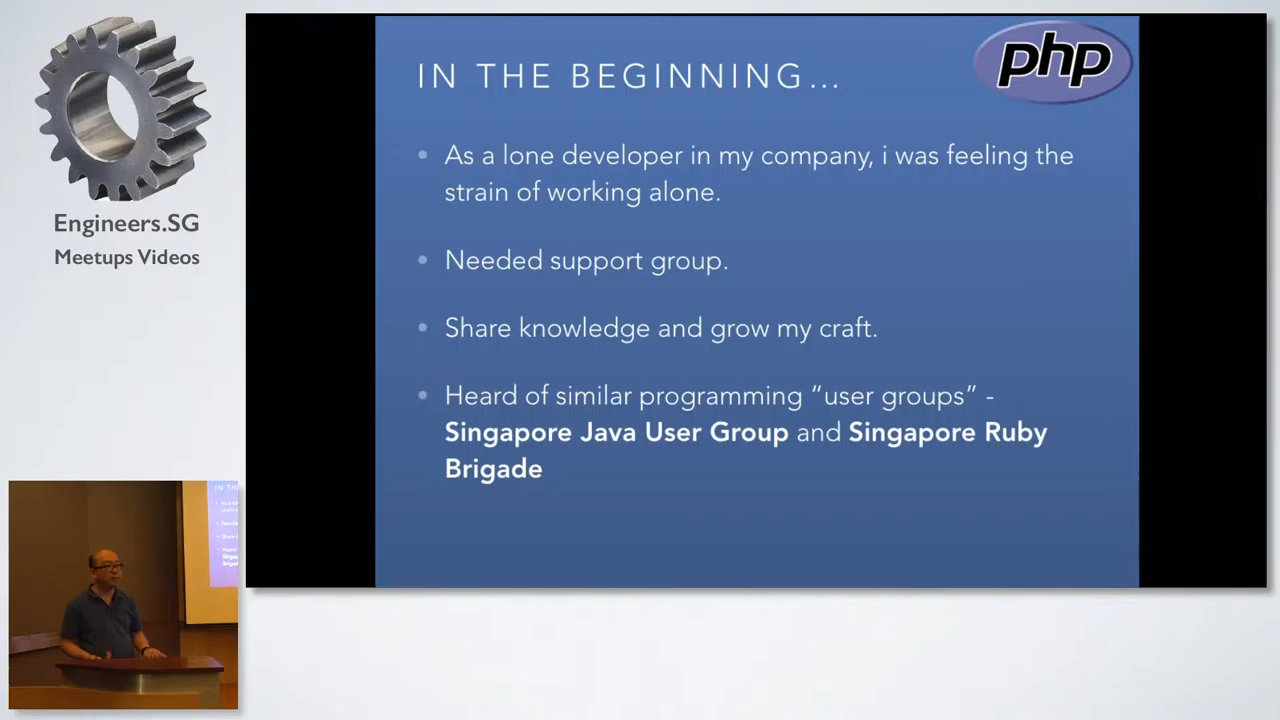 php
IN THE BEGINNING...
• As a lone developer in my company, i was feeling the
strain of working alone.
• Needed support group.
• Share knowledge and grow my craft.
• Heard of similar programming “user groups” -
Singapore Java User Group and Singapore Ruby
Brigade
Engineers.SG
Meetups Videos
IN TH